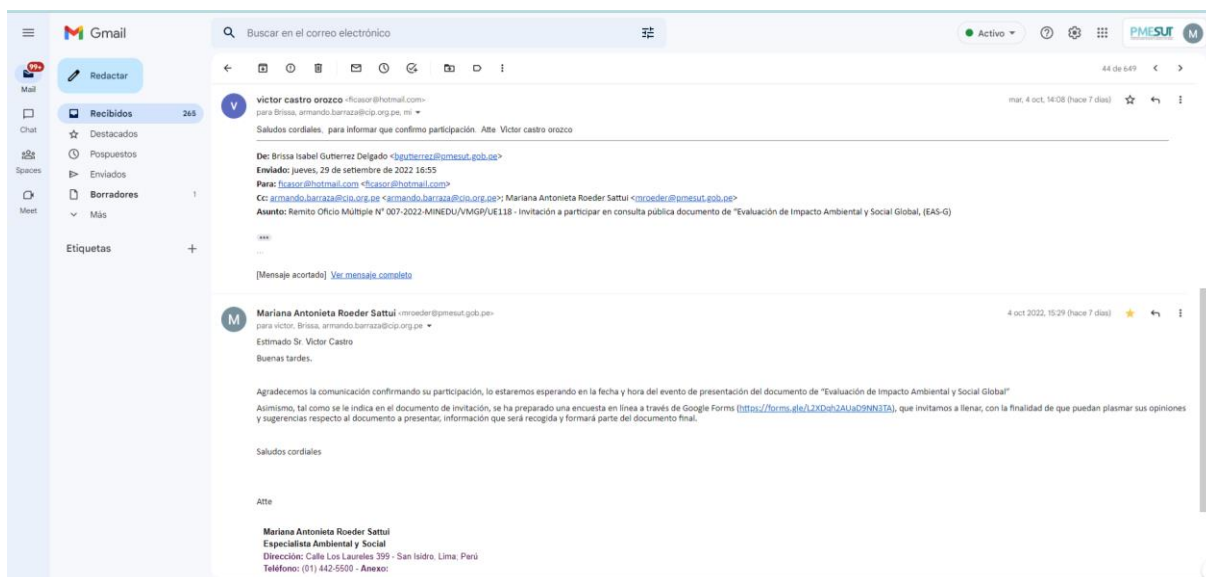 Gmail
Buscar en el correo electrónico
Activo
PMESUT
M
99+
Mail
Chat
Spaces
Meet
Redactar
Recibidos 265
Destacados
Pospuestos
Enviados
Borradores 1
Más
Etiquetas +
44 de 649
V
victor castro orozco <ficasor@hotmail.com>
mar, 4 oct, 14:08 (hace 7 días)
para Brissa, armando.barraza@cip.org.pe, mí
Saludos cordiales, para informar que confirmo participación. Atte Victor castro orozco
De: Brissa Isabel Gutierrez Delgado <bgutierrez@pmesut.gob.pe>
Enviado: jueves, 29 de setiembre de 2022 16:55
Para: ficasor@hotmail.com <ficasor@hotmail.com>
Cc: armando.barraza@cip.org.pe <armando.barraza@cip.org.pe>; Mariana Antonieta Roeder Sattui <mroeder@pmesut.gob.pe>
Asunto: Remito Oficio Múltiple N° 007-2022-MINEDU/VMGP/UE118 - Invitación a participar en consulta pública documento de "Evaluación de Impacto Ambiental y Social Global, (EAS-G)
...
[Mensaje acortado] Ver mensaje completo
M
Mariana Antonieta Roeder Sattui <mroeder@pmesut.gob.pe>
4 oct 2022, 15:29 (hace 7 días)
para victor, Brissa, armando.barraza@cip.org.pe
Estimado Sr. Victor Castro
Buenas tardes.
Agradecemos la comunicación confirmando su participación, lo estaremos esperando en la fecha y hora del evento de presentación del documento de "Evaluación de Impacto Ambiental y Social Global"
Asimismo, tal como se le indica en el documento de invitación, se ha preparado una encuesta en línea a través de Google Forms (https://forms.gle/L2XDqh2AUaD9NN3TA), que invitamos a llenar, con la finalidad de que puedan plasmar sus opiniones
y sugerencias respecto al documento a presentar, información que será recogida y formará parte del documento final.
Saludos cordiales
Atte
Mariana Antonieta Roeder Sattui
Especialista Ambiental y Social
Dirección: Calle Los Laureles 399 - San Isidro, Lima, Perú
Teléfono: (01) 442-5500 - Anexo: